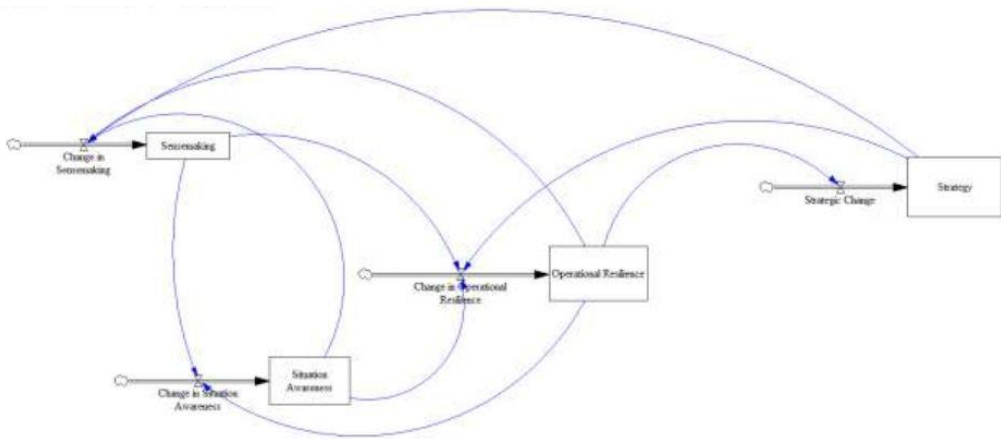 Change in
Sensemaking
Sensemaking
Strategic Change
Strategy
Change in Operational
Resilience
Operational Resilience
Change in Situation
Awareness
Situation
Awareness